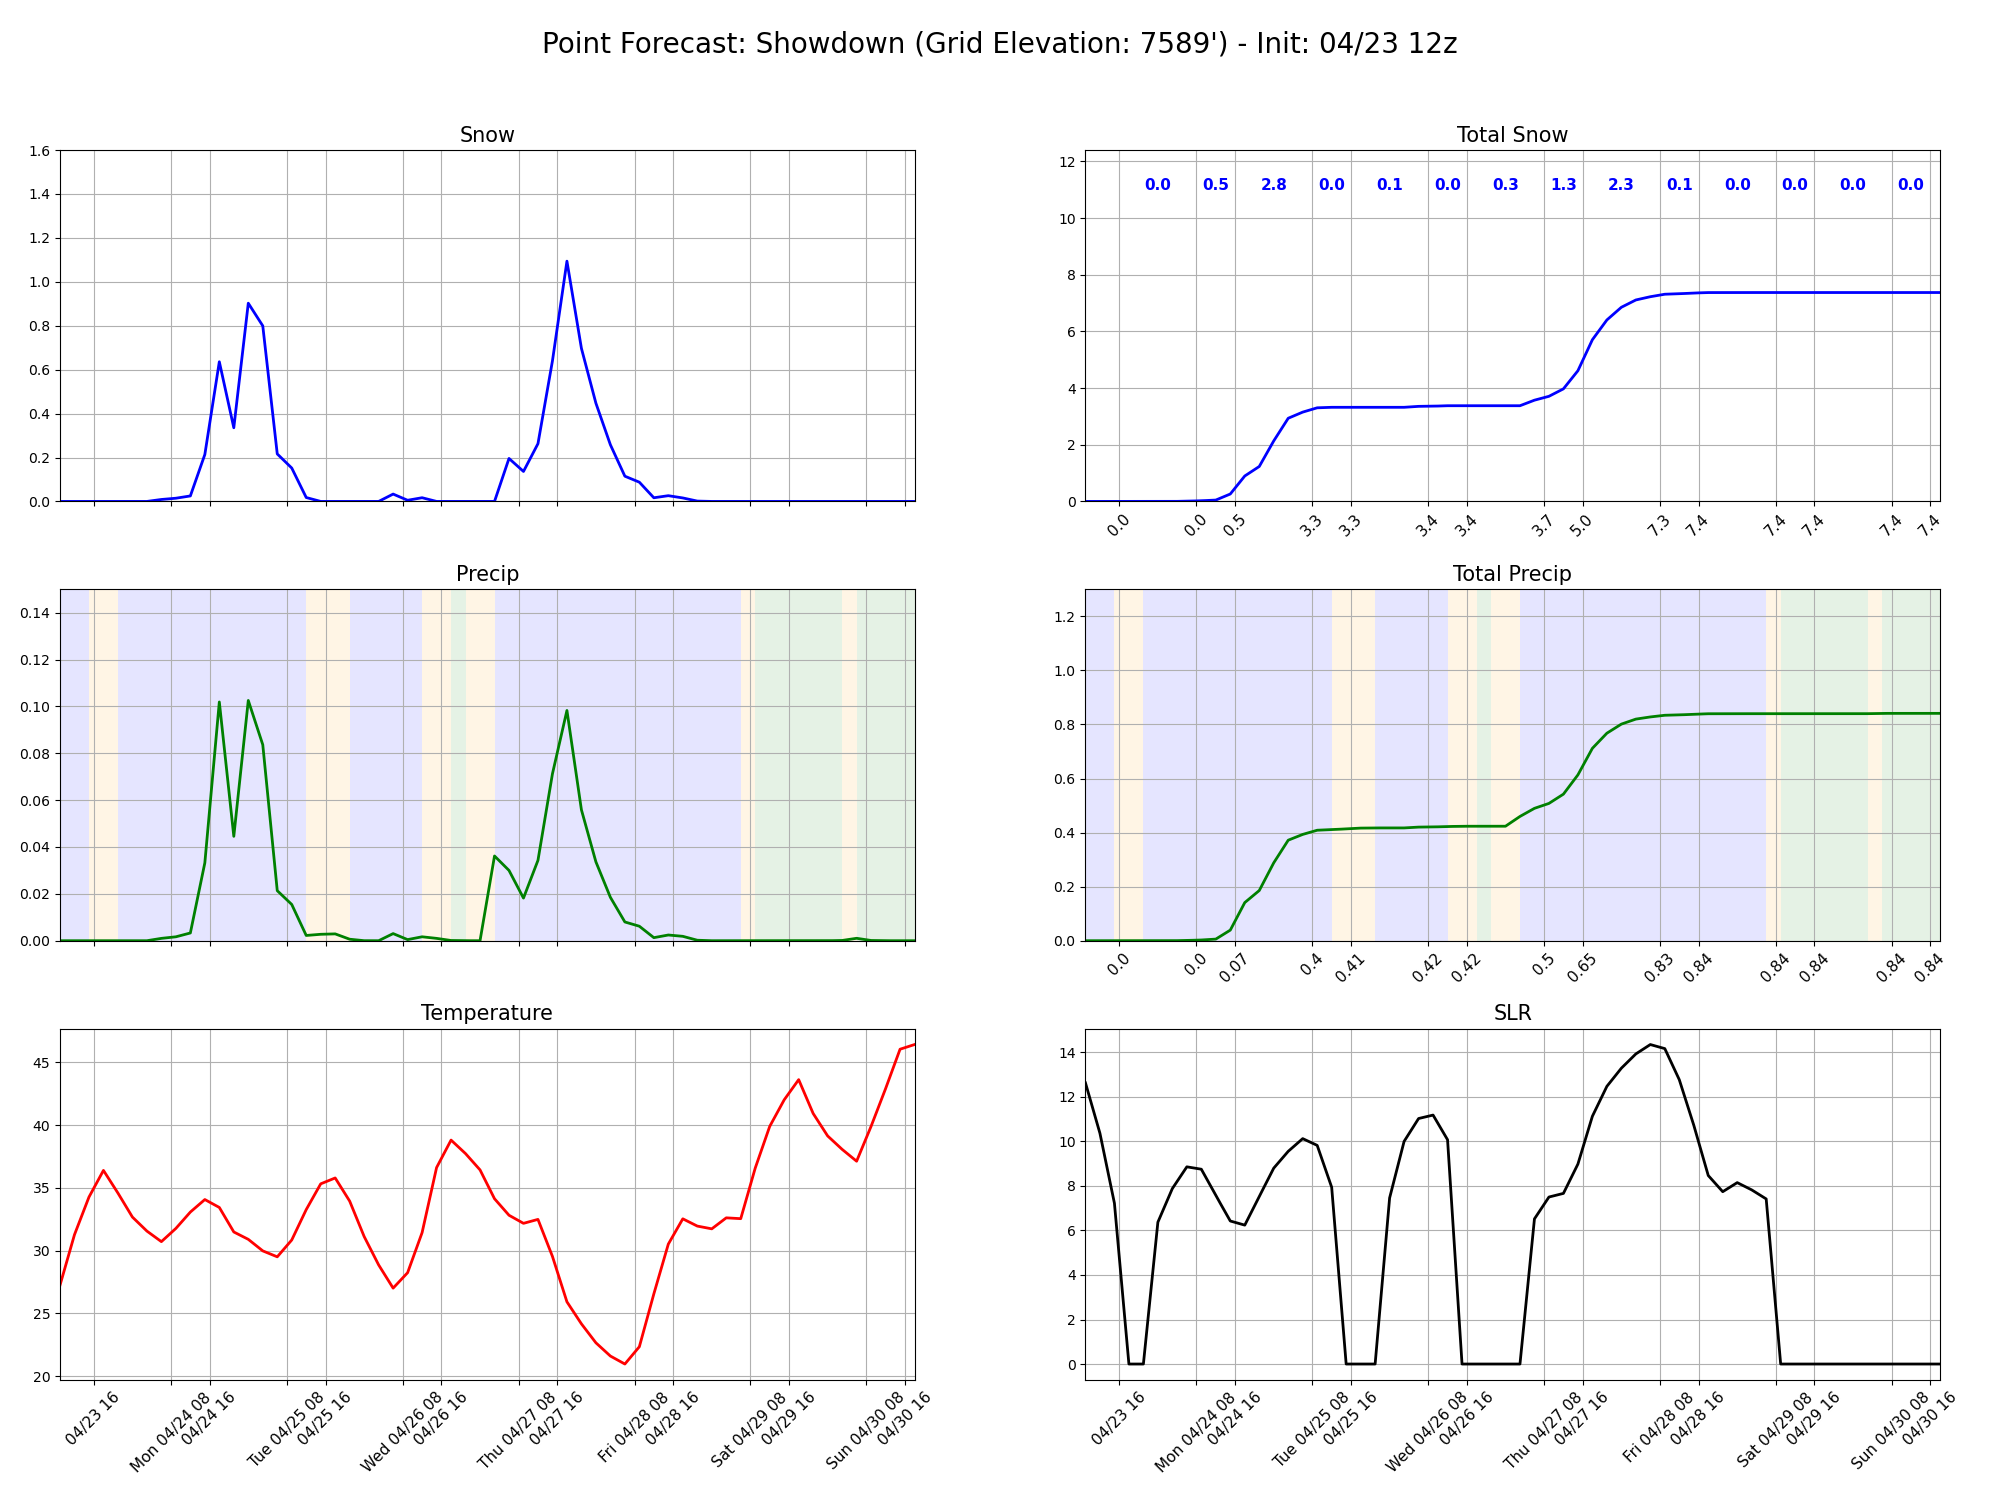 Point Forecast: Showdown (Grid Elevation: 7589') - Init: 04/23 12z
Snow
1.6
1.4
1.2
1.0
0.8
0.6
0.4
0.2
0.0
Total Snow
12
10
8
6
4
2
0
0.0 0.5 2.8 0.0 0.1 0.0 0.3 1.3 2.3 0.1 0.0 0.0 0.0 0.0
0.0 0.0 0.5 3.3 3.3 3.4 3.4 3.7 5.0 7.3 7.4 7.4 7.4 7.4 7.4
Precip
0.14
0.12
0.10
0.08
0.06
0.04
0.02
0.00
Total Precip
1.2
1.0
0.8
0.6
0.4
0.2
0.0
0.0 0.0 0.07 0.4 0.41 0.42 0.42 0.5 0.65 0.83 0.84 0.84 0.84 0.84 0.84
Temperature
45
40
35
30
25
20
04/23 16
Mon 04/24 08
04/24 16
Tue 04/25 08
04/25 16
Wed 04/26 08
04/26 16
Thu 04/27 08
04/27 16
Fri 04/28 08
04/28 16
Sat 04/29 08
04/29 16
Sun 04/30 08
04/30 16
SLR
14
12
10
8
6
4
2
0
04/23 16
Mon 04/24 08
04/24 16
Tue 04/25 08
04/25 16
Wed 04/26 08
04/26 16
Thu 04/27 08
04/27 16
Fri 04/28 08
04/28 16
Sat 04/29 08
04/29 16
Sun 04/30 08
04/30 16